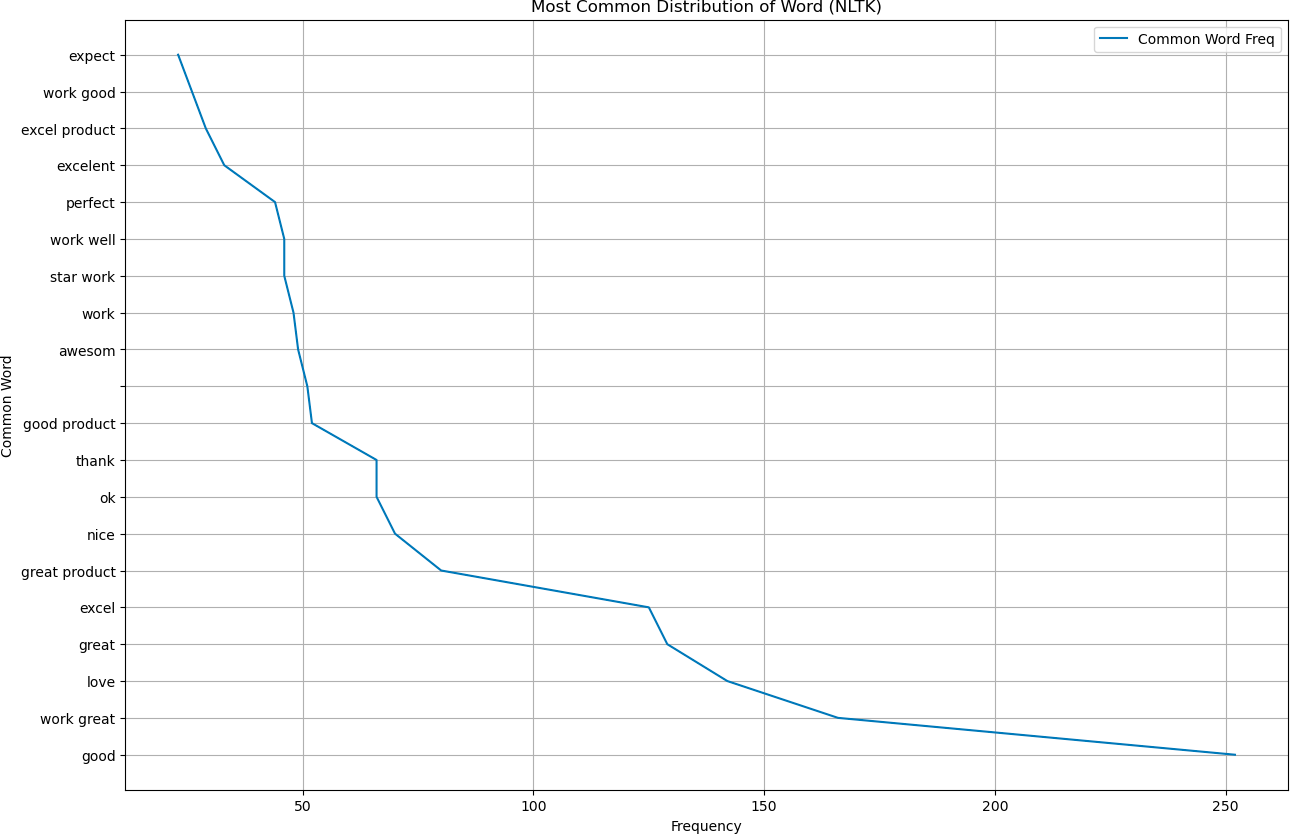 Most Common Distribution of Word (NLTK)
Common Word Freq
expect
work good
excel product
excelent
perfect
work well
star work
work
awesom
good product
thank
ok
nice
great product
excel
great
love
work great
good
Common Word
50 100 150 200 250
Frequency